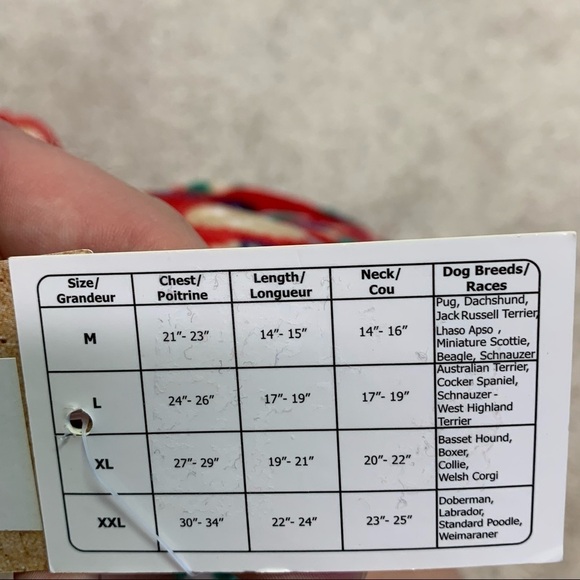 Size/ Chest/ Length/ Neck/ Dog Breeds/
Grandeur Poitrine Longueur Cou Races
M 21"- 23" 14"- 15" 14"- 16" Pug, Dachshund,
Jack Russell Terrier,
Lhaso Apso ,
Miniature Scottie,
Beagle, Schnauzer
L 24"- 26" 17"- 19" 17"- 19" Australian Terrier,
Cocker Spaniel,
Schnauzer -
West Highland
Terrier
XL 27"- 29" 19"- 21" 20"- 22" Basset Hound,
Boxer,
Collie,
Welsh Corgi
XXL 30"- 34" 22"- 24" 23"- 25" Doberman,
Labrador,
Standard Poodle,
Weimaraner